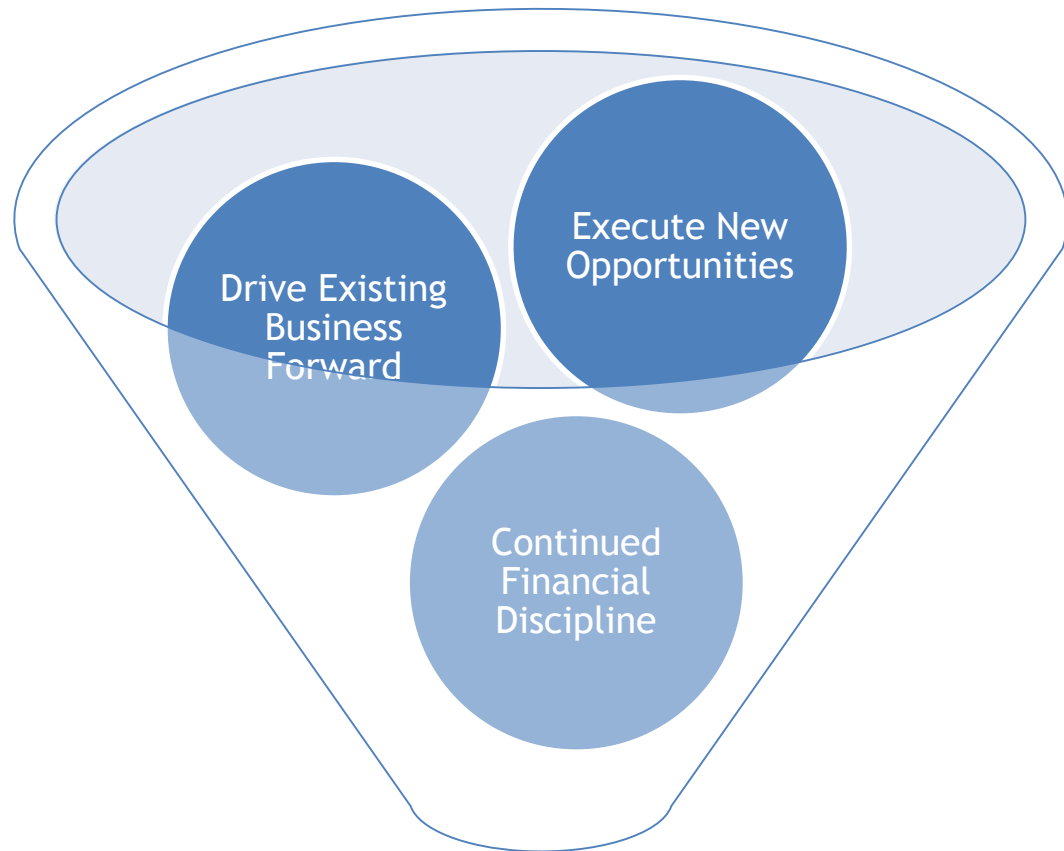 Execute New
Opportunities
Drive Existing
Business
Forward
Continued
Financial
Discipline